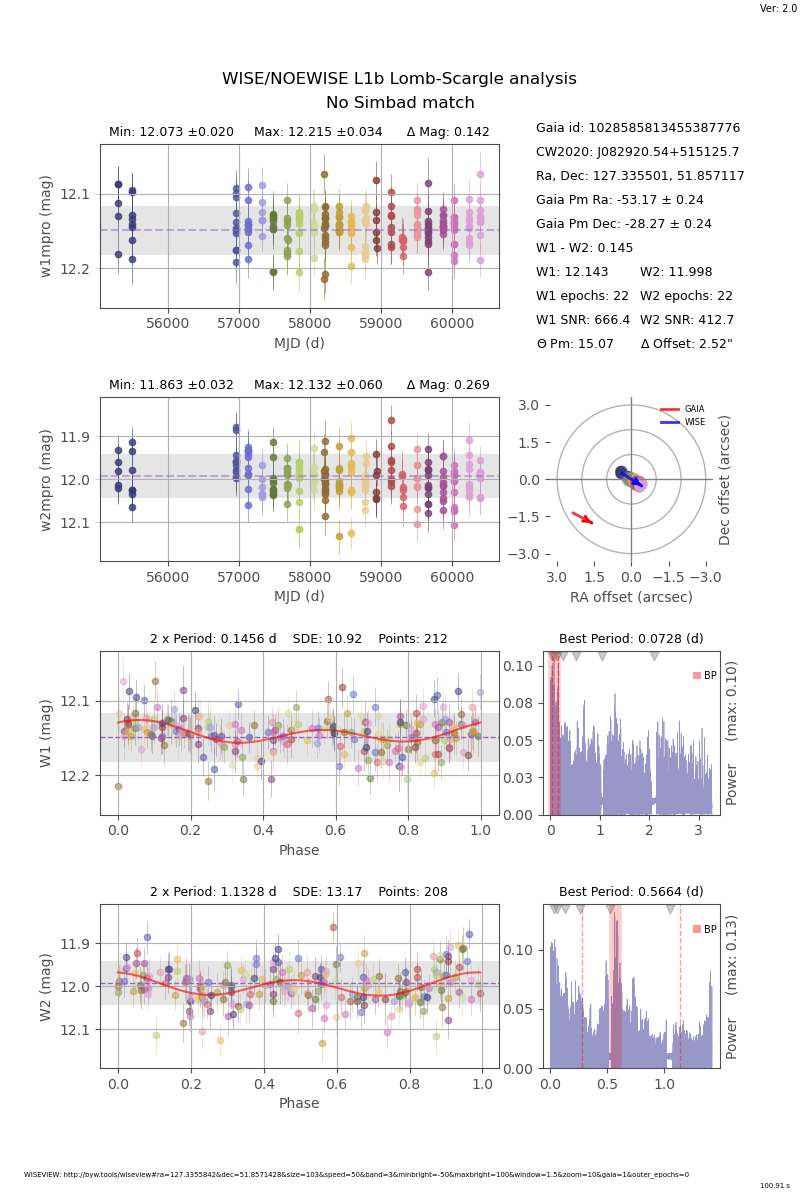 Ver: 2.0
WISE/NOEWISE L1b Lomb-Scargle analysis
No Simbad match
Min: 12.073 ±0.020 Max: 12.215 ±0.034 Δ Mag: 0.142
12.1
12.2
w1mpro (mag)
56000 57000 58000 59000 60000
MJD (d)
Gaia id: 1028585813455387776
CW2020: J082920.54+515125.7
Ra, Dec: 127.335501, 51.857117
Gaia Pm Ra: -53.17 ± 0.24
Gaia Pm Dec: -28.27 ± 0.24
W1 - W2: 0.145
W1: 12.143 W2: 11.998
W1 epochs: 22 W2 epochs: 22
W1 SNR: 666.4 W2 SNR: 412.7
Θ Pm: 15.07 Δ Offset: 2.52"
Min: 11.863 ±0.032 Max: 12.132 ±0.060 Δ Mag: 0.269
11.9
12.0
12.1
w2mpro (mag)
56000 57000 58000 59000 60000
MJD (d)
GAIA
WISE
3.0
1.5
0.0
−1.5
−3.0
3.0 1.5 0.0 −1.5 −3.0
RA offset (arcsec)
Dec offset (arcsec)
2 x Period: 0.1456 d SDE: 10.92 Points: 212
12.1
12.2
W1 (mag)
0.0 0.2 0.4 0.6 0.8 1.0
Phase
Best Period: 0.0728 (d)
BP
0.10
0.08
0.05
0.03
0.00
0 1 2 3
Power (max: 0.10)
2 x Period: 1.1328 d SDE: 13.17 Points: 208
11.9
12.0
12.1
W2 (mag)
0.0 0.2 0.4 0.6 0.8 1.0
Phase
Best Period: 0.5664 (d)
BP
0.10
0.05
0.00
0.0 0.5 1.0
Power (max: 0.13)
WISEVIEW: http://byw.tools/wiseview#ra=127.3355842&dec=51.8571428&size=103&speed=50&band=3&minbright=-50&maxbright=100&window=1.5&zoom=10&gaia=1&outer_epochs=0
100.91 s